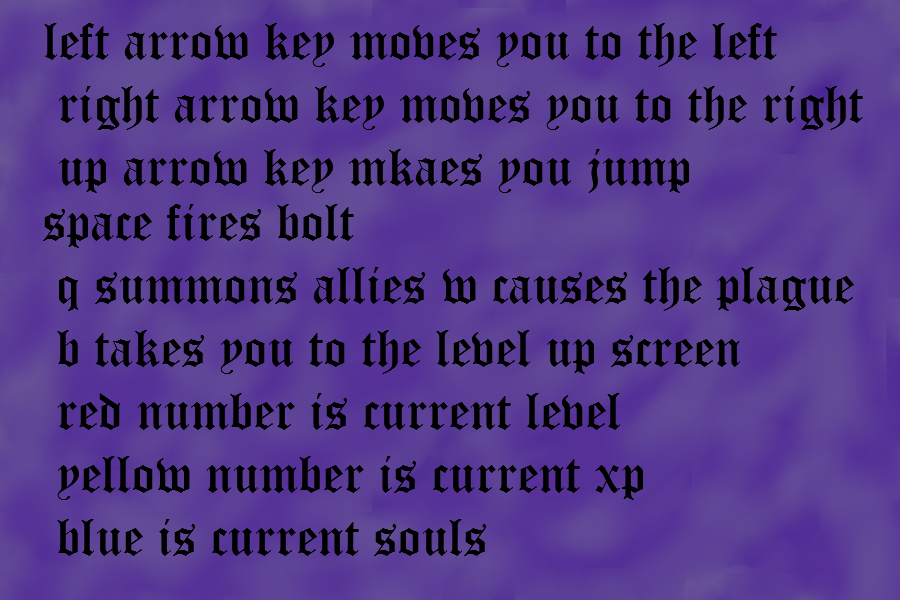 left arrow key moves you to the left
right arrow key moves you to the right
up arrow key mkaes you jump
space fires bolt
q summons allies w causes the plague
b takes you to the level up screen
red number is current level
yellow number is current xp
blue is current souls